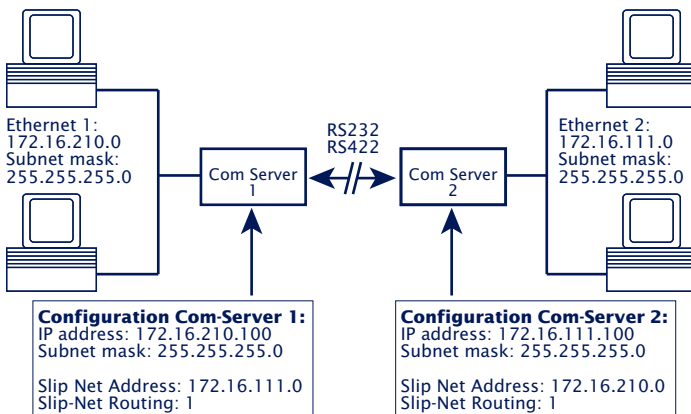 Ethernet 1:
172.16.210.0
Subnet mask:
255.255.255.0
RS232
RS422
Ethernet 2:
172.16.111.0
Subnet mask:
255.255.255.0
Com Server
1
Com Server
2
Configuration Com-Server 1:
IP address: 172.16.210.100
Subnet mask: 255.255.255.0
Slip Net Address: 172.16.111.0
Slip-Net Routing: 1
Configuration Com-Server 2:
IP address: 172.16.111.100
Subnet mask: 255.255.255.0
Slip Net Address: 172.16.210.0
Slip-Net Routing: 1